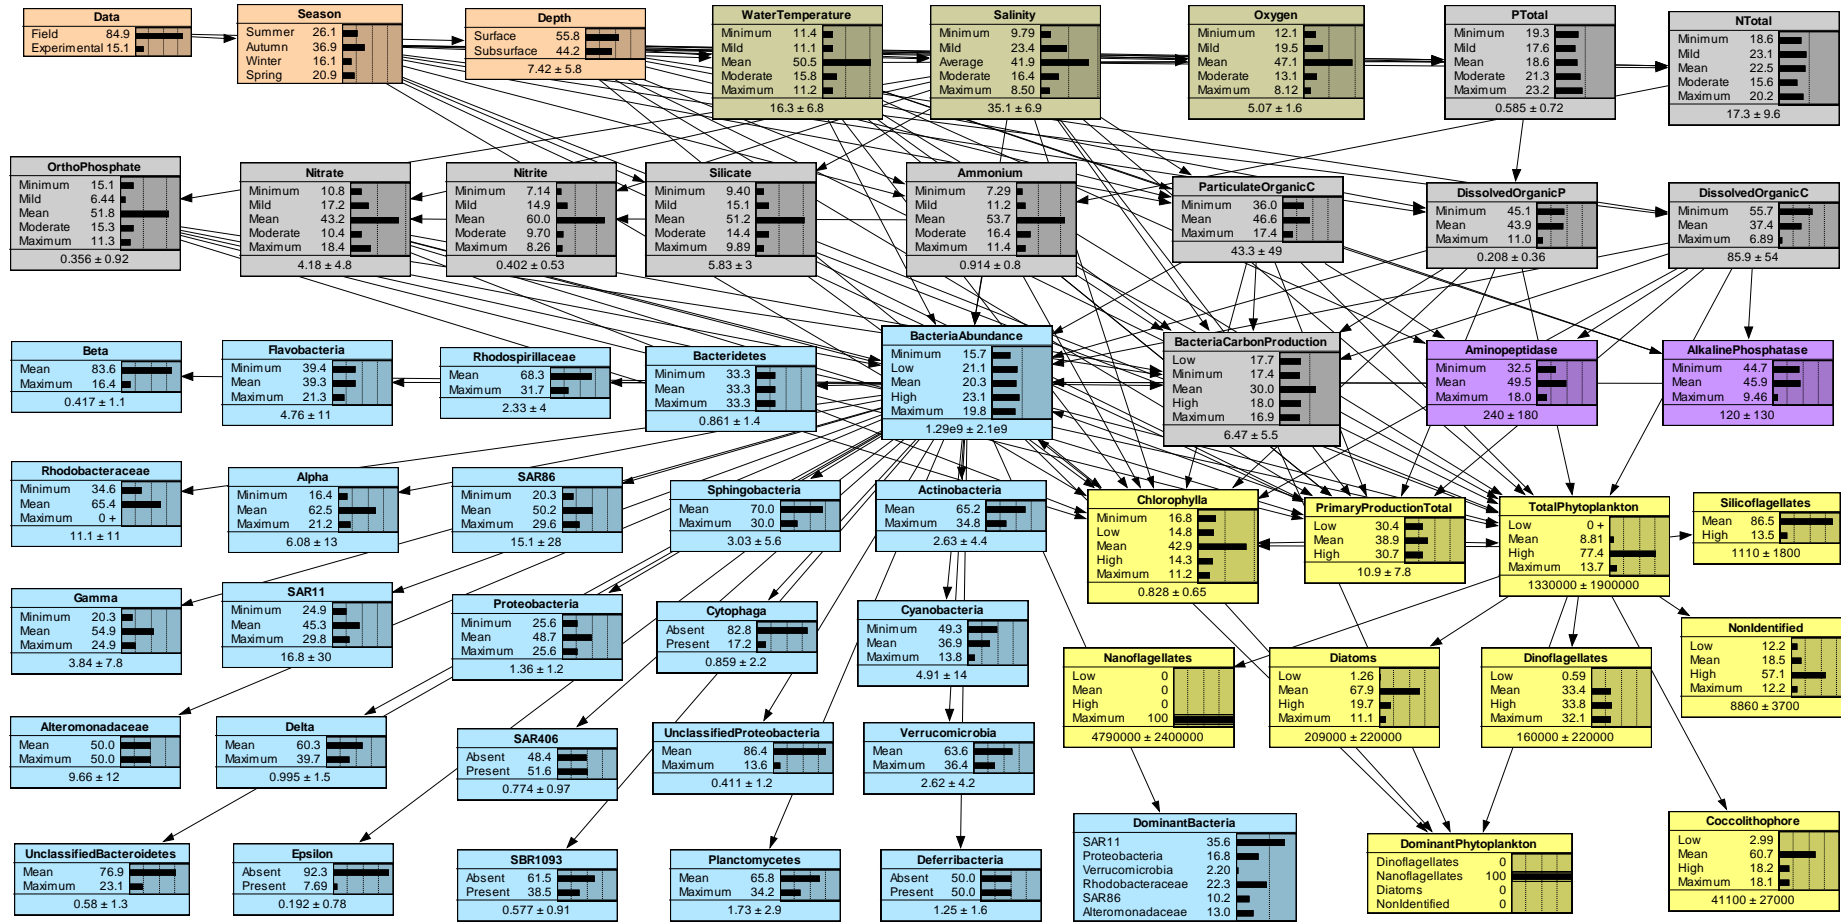 Data
Field 84.9
Experimental 15.1
Season
Summer 26.1
Autumn 36.9
Winter 16.1
Spring 20.9
Depth
Surface 55.8
Subsurface 44.2
7.42 ± 5.8
WaterTemperature
Minimum 11.4
Mild 11.1
Mean 50.5
Moderate 15.8
Maximum 11.2
16.3 ± 6.8
Salinity
Minimum 9.79
Mild 23.4
Average 41.9
Moderate 16.4
Maximum 8.50
35.1 ± 6.9
Oxygen
Miniumum 12.1
Mild 19.5
Mean 47.1
Moderate 13.1
Maximum 8.12
5.07 ± 1.6
PTotal
Minimum 19.3
Mild 17.6
Mean 18.6
Moderate 21.3
Maximum 23.2
0.585 ± 0.72
NTotal
Minimum 18.6
Mild 23.1
Mean 22.5
Moderate 15.6
Maximum 20.2
17.3 ± 9.6
OrthoPhosphate
Minimum 15.1
Mild 6.44
Mean 51.8
Moderate 15.3
Maximum 11.3
0.356 ± 0.92
Nitrate
Minimum 10.8
Mild 17.2
Mean 43.2
Moderate 10.4
Maximum 18.4
4.18 ± 4.8
Nitrite
Minimum 7.14
Mild 14.9
Mean 60.0
Moderate 9.70
Maximum 8.26
0.402 ± 0.53
Silicate
Minimum 9.40
Mild 15.1
Mean 51.2
Moderate 14.4
Maximum 9.89
5.83 ± 3
Ammonium
Minimum 7.29
Mild 11.2
Mean 53.7
Moderate 16.4
Maximum 11.4
0.914 ± 0.8
ParticulateOrganicC
Minimum 36.0
Mean 46.6
Maximum 17.4
43.3 ± 49
DissolvedOrganicP
Minimum 45.1
Mean 43.9
Maximum 11.0
0.208 ± 0.36
DissolvedOrganicC
Minimum 55.7
Mean 37.4
Maximum 6.89
85.9 ± 54
Beta
Mean 83.6
Maximum 16.4
0.417 ± 1.1
Flavobacteria
Minimum 39.4
Mean 39.3
Maximum 21.3
4.76 ± 11
Rhodospirillaceae
Mean 68.3
Maximum 31.7
2.33 ± 4
Bacteridetes
Minimum 33.3
Mean 33.3
Maximum 33.3
0.861 ± 1.4
BacteriaAbundance
Minimum 15.7
Low 21.1
Mean 20.3
High 23.1
Maximum 19.8
1.29e9 ± 2.1e9
BacteriaCarbonProduction
Low 17.7
Minimum 17.4
Mean 30.0
High 18.0
Maximum 16.9
6.47 ± 5.5
Aminopeptidase
Minimum 32.5
Mean 49.5
Maximum 18.0
240 ± 180
AlkalinePhosphatase
Minimum 44.7
Mean 45.9
Maximum 9.46
120 ± 130
Rhodobacteraceae
Minimum 34.6
Mean 65.4
Maximum 0 +
11.1 ± 11
Alpha
Minimum 16.4
Mean 62.5
Maximum 21.2
6.08 ± 13
SAR86
Minimum 20.3
Mean 50.2
Maximum 29.6
15.1 ± 28
Sphingobacteria
Mean 70.0
Maximum 30.0
3.03 ± 5.6
Actinobacteria
Mean 65.2
Maximum 34.8
2.63 ± 4.4
Chlorophylla
Minimum 16.8
Low 14.8
Mean 42.9
High 14.3
Maximum 11.2
0.828 ± 0.65
PrimaryProductionTotal
Low 30.4
Mean 38.9
High 30.7
10.9 ± 7.8
TotalPhytoplankton
Low 0 +
Mean 8.81
High 77.4
Maximum 13.7
1330000 ± 1900000
Silicoflagellates
Mean 86.5
High 13.5
1110 ± 1800
Gamma
Minimum 20.3
Mean 54.9
Maximum 24.9
3.84 ± 7.8
SAR11
Minimum 24.9
Mean 45.3
Maximum 29.8
16.8 ± 30
Proteobacteria
Minimum 25.6
Mean 48.7
Maximum 25.6
1.36 ± 1.2
Cytophaga
Absent 82.8
Present 17.2
0.859 ± 2.2
Cyanobacteria
Minimum 49.3
Mean 36.9
Maximum 13.8
4.91 ± 14
Nanoflagellates
Low 0
Mean 0
High 0
Maximum 100
4790000 ± 2400000
Diatoms
Low 1.26
Mean 67.9
High 19.7
Maximum 11.1
209000 ± 220000
Dinoflagellates
Low 0.59
Mean 33.4
High 33.8
Maximum 32.1
160000 ± 220000
NonIdentified
Low 12.2
Mean 18.5
High 57.1
Maximum 12.2
8860 ± 3700
Alteromonadaceae
Mean 50.0
Maximum 50.0
9.66 ± 12
Delta
Mean 60.3
Maximum 39.7
0.995 ± 1.5
SAR406
Absent 48.4
Present 51.6
0.774 ± 0.97
UnclassifiedProteobacteria
Mean 86.4
Maximum 13.6
0.411 ± 1.2
Verrucomicrobia
Mean 63.6
Maximum 36.4
2.62 ± 4.2
UnclassifiedBacteroidetes
Mean 76.9
Maximum 23.1
0.58 ± 1.3
Epsilon
Absent 92.3
Present 7.69
0.192 ± 0.78
SBR1093
Absent 61.5
Present 38.5
0.577 ± 0.91
Planctomycetes
Mean 65.8
Maximum 34.2
1.73 ± 2.9
Deferribacteria
Absent 50.0
Present 50.0
1.25 ± 1.6
DominantBacteria
SAR11 35.6
Proteobacteria 16.8
Verrucomicrobia 2.20
Rhodobacteraceae 22.3
SAR86 10.2
Alteromonadaceae 13.0
DominantPhytoplankton
Dinoflagellates 0
Nanoflagellates 100
Diatoms 0
NonIdentified 0
Coccolithophore
Low 2.99
Mean 60.7
High 18.2
Maximum 18.1
41100 ± 27000